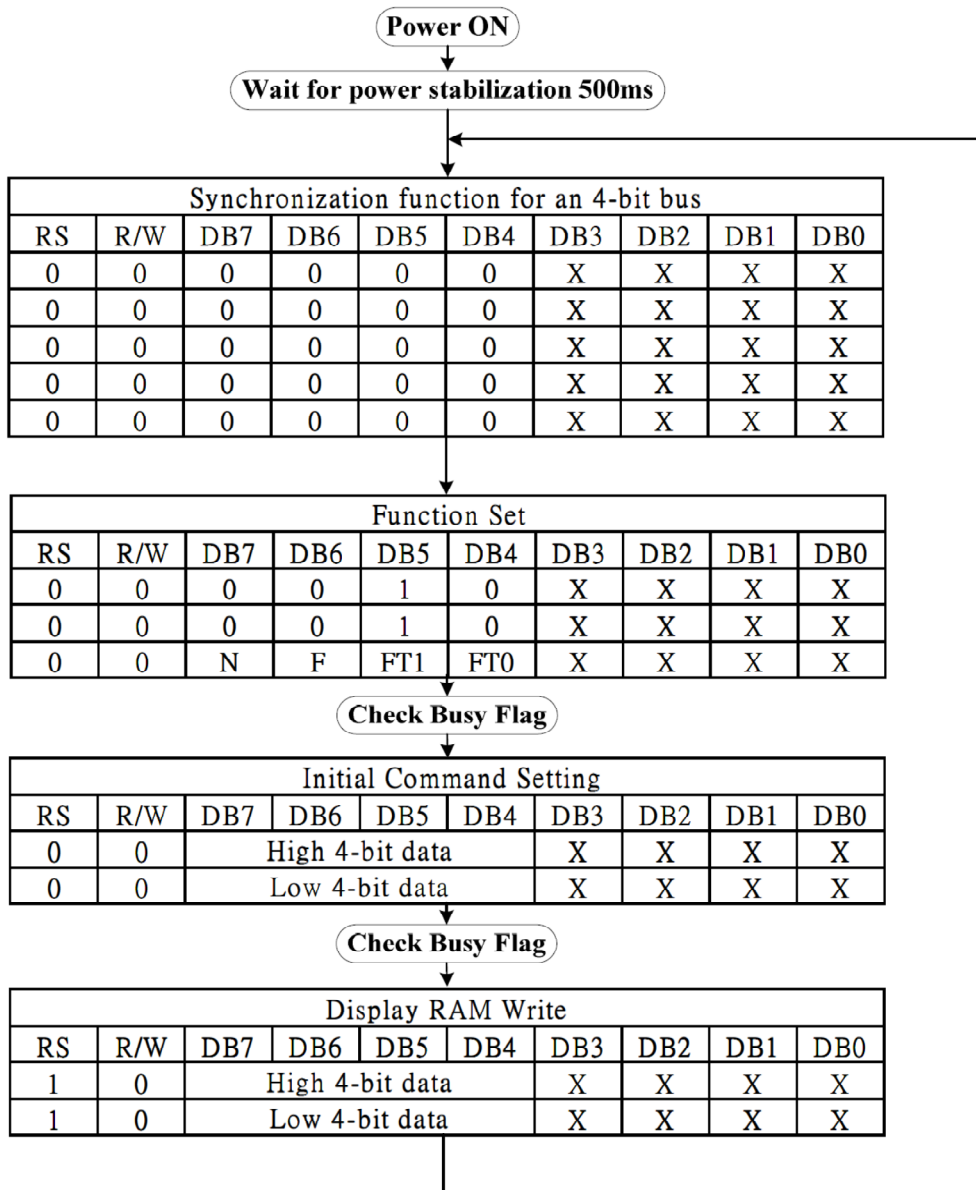 Power ON
Wait for power stabilization 500ms
Synchronization function for an 4-bit bus
RS R/W DB7 DB6 DB5 DB4 DB3 DB2 DB1 DB0
0 0 0 0 0 0 X X X X
0 0 0 0 0 0 X X X X
0 0 0 0 0 0 X X X X
0 0 0 0 0 0 X X X X
0 0 0 0 0 0 X X X X
Function Set
RS R/W DB7 DB6 DB5 DB4 DB3 DB2 DB1 DB0
0 0 0 0 1 0 X X X X
0 0 0 0 1 0 X X X X
0 0 N F FT1 FT0 X X X X
Check Busy Flag
Initial Command Setting
RS R/W DB7 DB6 DB5 DB4 DB3 DB2 DB1 DB0
0 0 High 4-bit data X X X X
0 0 Low 4-bit data X X X X
Check Busy Flag
Display RAM Write
RS R/W DB7 DB6 DB5 DB4 DB3 DB2 DB1 DB0
1 0 High 4-bit data X X X X
1 0 Low 4-bit data X X X X